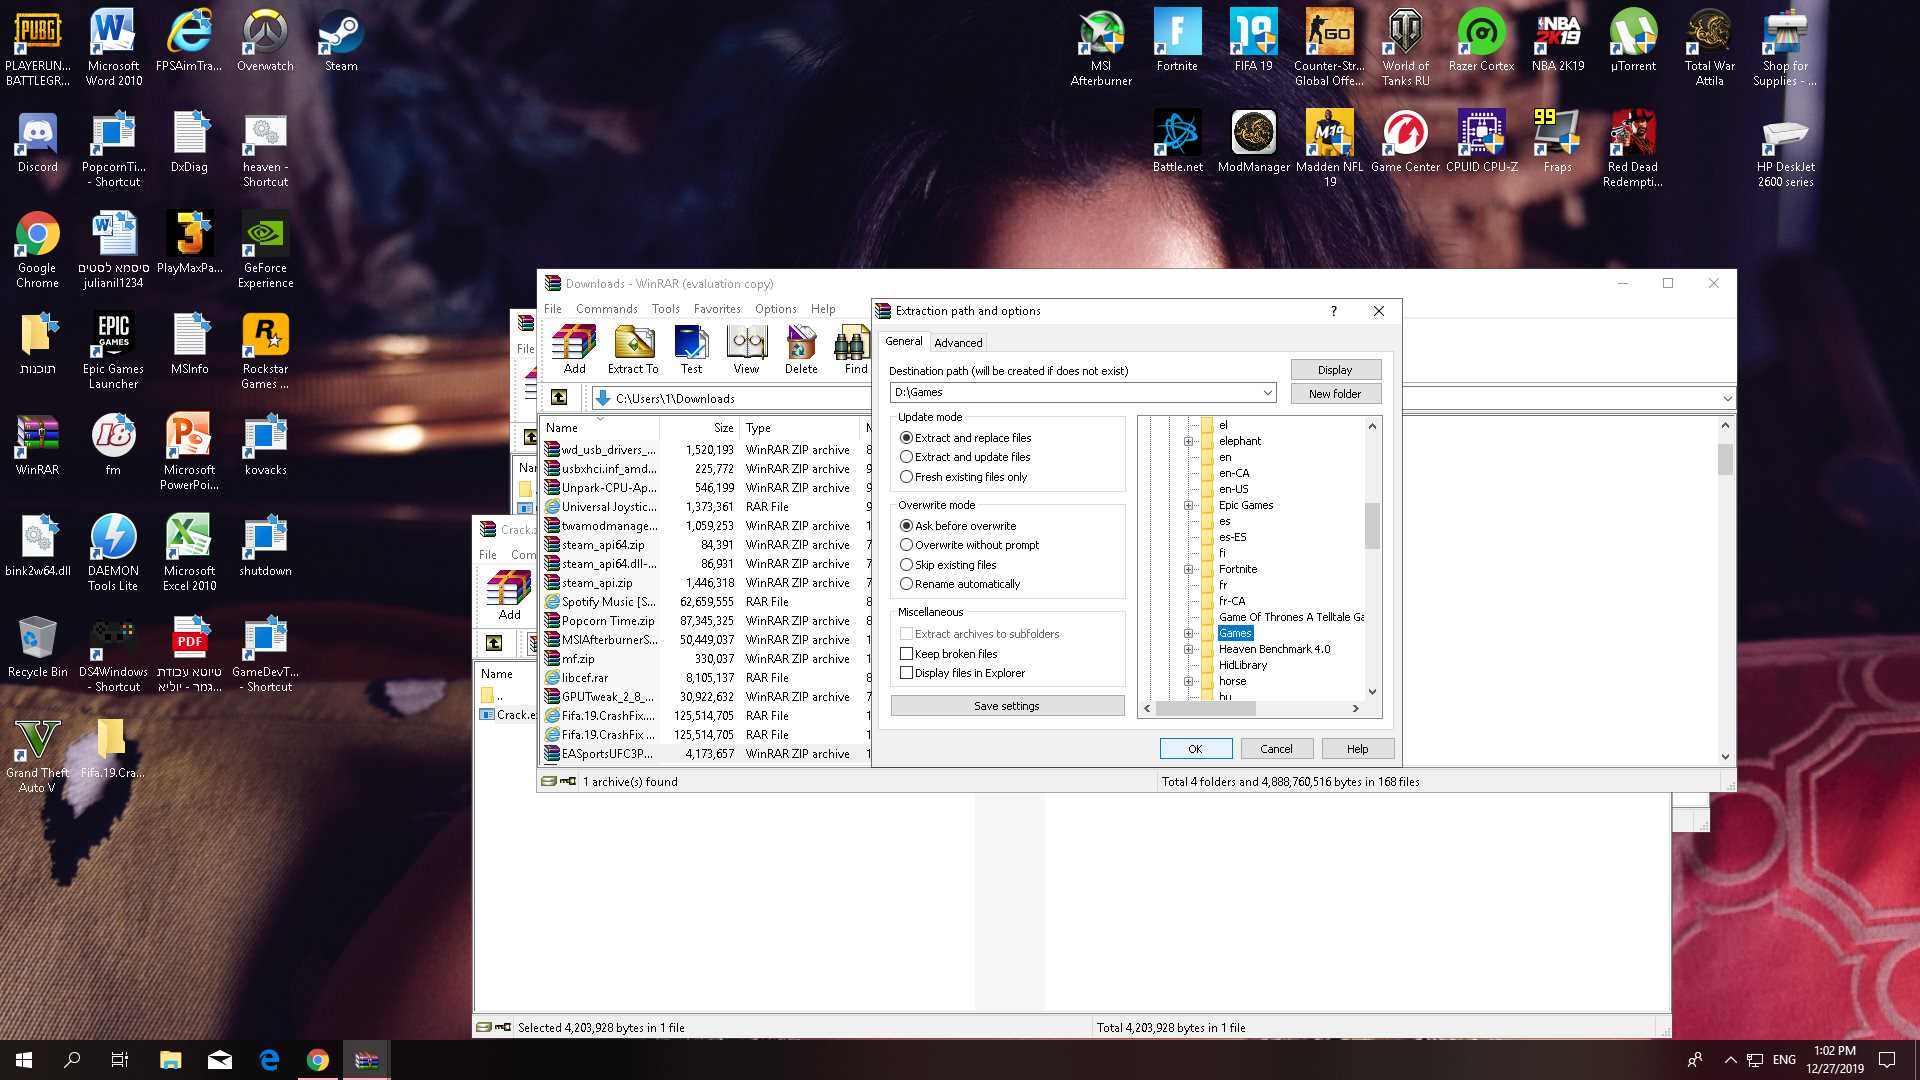 PLAYERUN...
BATTLEGR...
Microsoft
Word 2010
FPSAimTra...
Overwatch
Steam
MSI
Afterburner
Fortnite
FIFA 19
Counter-Str...
Global Offe...
World of
Tanks RU
Razer Cortex
NBA 2K19
µTorrent
Total War
Attila
Shop for
Supplies - ...
Discord
PopcornTi...
- Shortcut
DxDiag
heaven -
Shortcut
Battle.net
ModManager
Madden NFL
19
Game Center
CPUID CPU-Z
Fraps
Red Dead
Redempti...
HP DeskJet
2600 series
Google
Chrome
סיסמא לסטים
julianil1234
PlayMaxPa...
GeForce
Experience
תוכנות
Epic Games
Launcher
MSInfo
Rockstar
Games ...
WinRAR
fm
Microsoft
PowerPoi...
kovacks
bink2w64.dll
DAEMON
Tools Lite
Microsoft
Excel 2010
shutdown
Recycle Bin
DS4Windows
- Shortcut
טיוטא עבודת
גמר - יוליא...
GameDevT...
- Shortcut
Grand Theft
Auto V
Fifa.19.Cra...
Downloads - WinRAR (evaluation copy)
File Commands Tools Favorites Options Help
Add
Extract To
Test
View
Delete
Find
C:\Users\1\Downloads
Name Size Type
wd_usb_drivers_... 1,520,193 WinRAR ZIP archive
usbxhci.inf_amd... 225,772 WinRAR ZIP archive
Unpark-CPU-Ap... 546,199 WinRAR ZIP archive
Universal Joystic... 1,373,361 RAR File
twamodmanage... 1,059,253 WinRAR ZIP archive
steam_api64.zip 84,391 WinRAR ZIP archive
steam_api64.dll-... 86,931 WinRAR ZIP archive
steam_api.zip 1,446,318 WinRAR ZIP archive
Spotify Music [S... 62,659,555 RAR File
Popcorn Time.zip 87,345,325 WinRAR ZIP archive
MSIAfterburnerS... 50,449,037 WinRAR ZIP archive
mf.zip 330,037 WinRAR ZIP archive
libcef.rar 8,105,137 RAR File
GPUTweak_2_8_... 30,922,632 WinRAR ZIP archive
Fifa.19.CrashFix.... 125,514,705 RAR File
Fifa.19.CrashFix ... 125,514,705 RAR File
EASportsUFC3P... 4,173,657 WinRAR ZIP archive
1 archive(s) found
Total 4 folders and 4,888,760,516 bytes in 168 files
Extraction path and options
General
Advanced
Destination path (will be created if does not exist)
D:\Games
Display
New folder
Update mode
Extract and replace files
Extract and update files
Fresh existing files only
Overwrite mode
Ask before overwrite
Overwrite without prompt
Skip existing files
Rename automatically
Miscellaneous
Extract archives to subfolders
Keep broken files
Display files in Explorer
Save settings
el
elephant
en
en-CA
en-US
Epic Games
es
es-ES
fi
Fortnite
fr
fr-CA
Game Of Thrones A Telltale Ga
Games
Heaven Benchmark 4.0
HidLibrary
horse
hu
OK
Cancel
Help
File
Crack.
File Com
Add
Name
..
Crack.e
Selected 4,203,928 bytes in 1 file
Total 4,203,928 bytes in 1 file
ENG
1:02 PM
12/27/2019